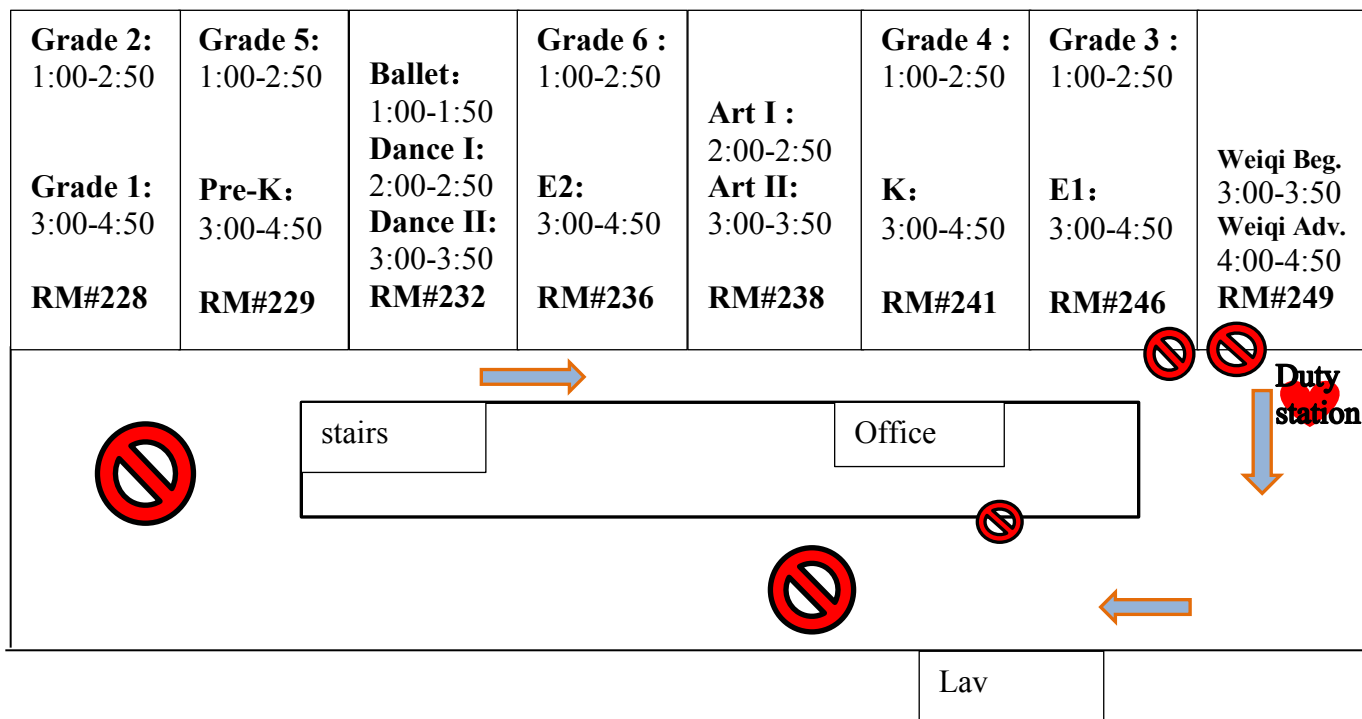 Grade 2:
1:00-2:50
Grade 1:
3:00-4:50
RM#228
Grade 5:
1:00-2:50
Pre-K：
3:00-4:50
RM#229
Ballet：
1:00-1:50
Dance I:
2:00-2:50
Dance II:
3:00-3:50
RM#232
Grade 6 :
1:00-2:50
E2:
3:00-4:50
RM#236
Art I :
2:00-2:50
Art II:
3:00-3:50
RM#238
Grade 4 :
1:00-2:50
K：
3:00-4:50
RM#241
Grade 3 :
1:00-2:50
E1：
3:00-4:50
RM#246
Weiqi Beg.
3:00-3:50
Weiqi Adv.
4:00-4:50
RM#249
Duty
station
stairs
Office
Lav